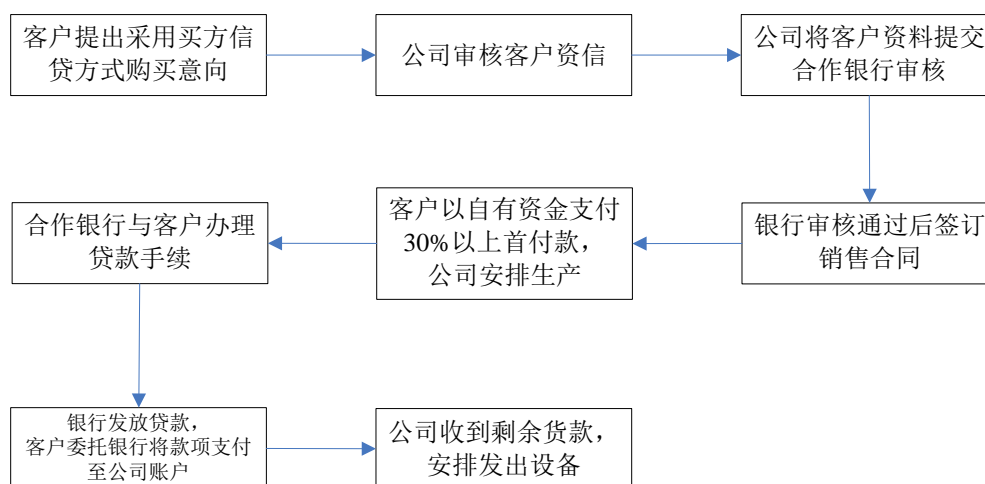 客户提出采用买方信
贷方式购买意向
公司审核客户资信
公司将客户资料提交
合作银行审核
银行审核通过后签订
销售合同
客户以自有资金支付
30%以上首付款，
公司安排生产
合作银行与客户办理
贷款手续
银行发放贷款，
客户委托银行将款项支付
至公司账户
公司收到剩余货款，
安排发出设备